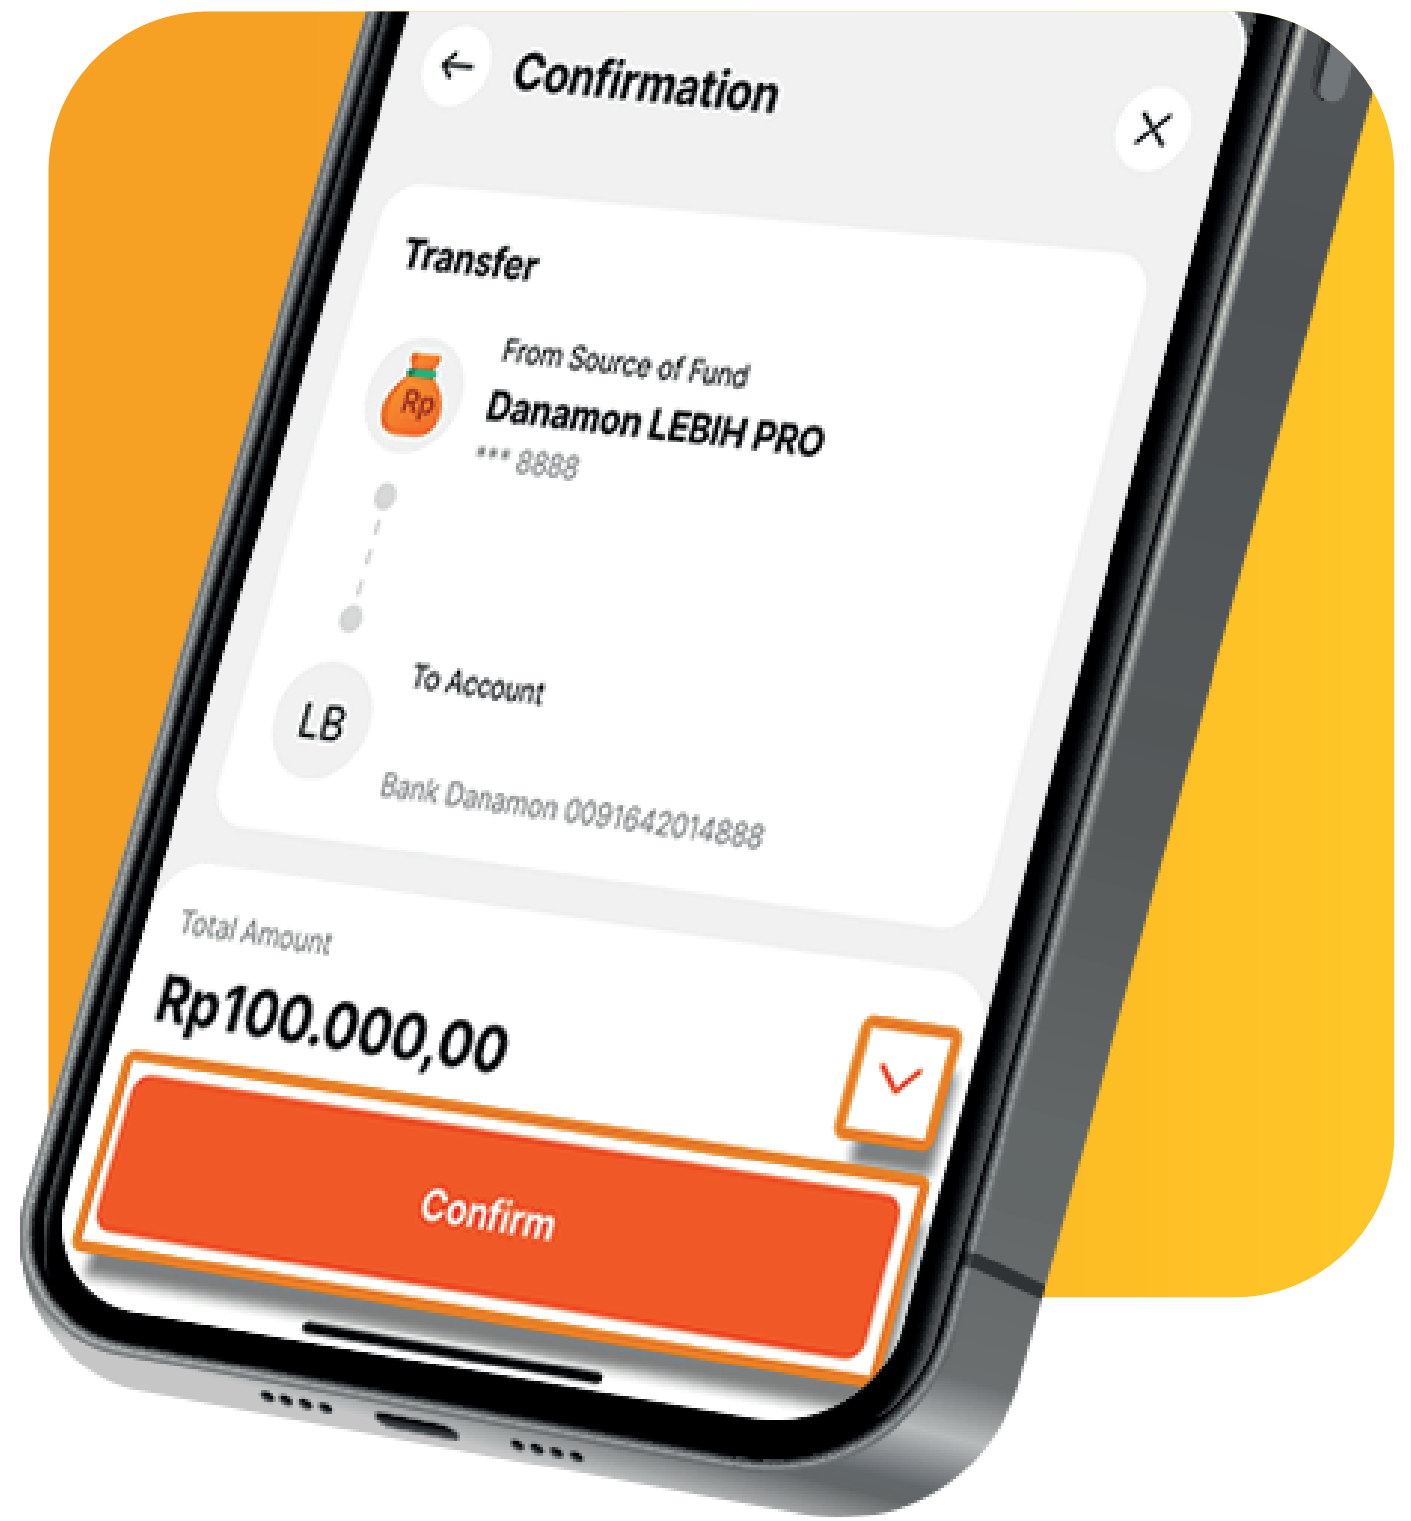 Confirmation
Transfer
From Source of Fund
Rp
Danamon LEBIH PRO
*** 8888
To Account
LB
Bank Danamon 0091642014888
Total Amount
Rp100.000,00
Confirm